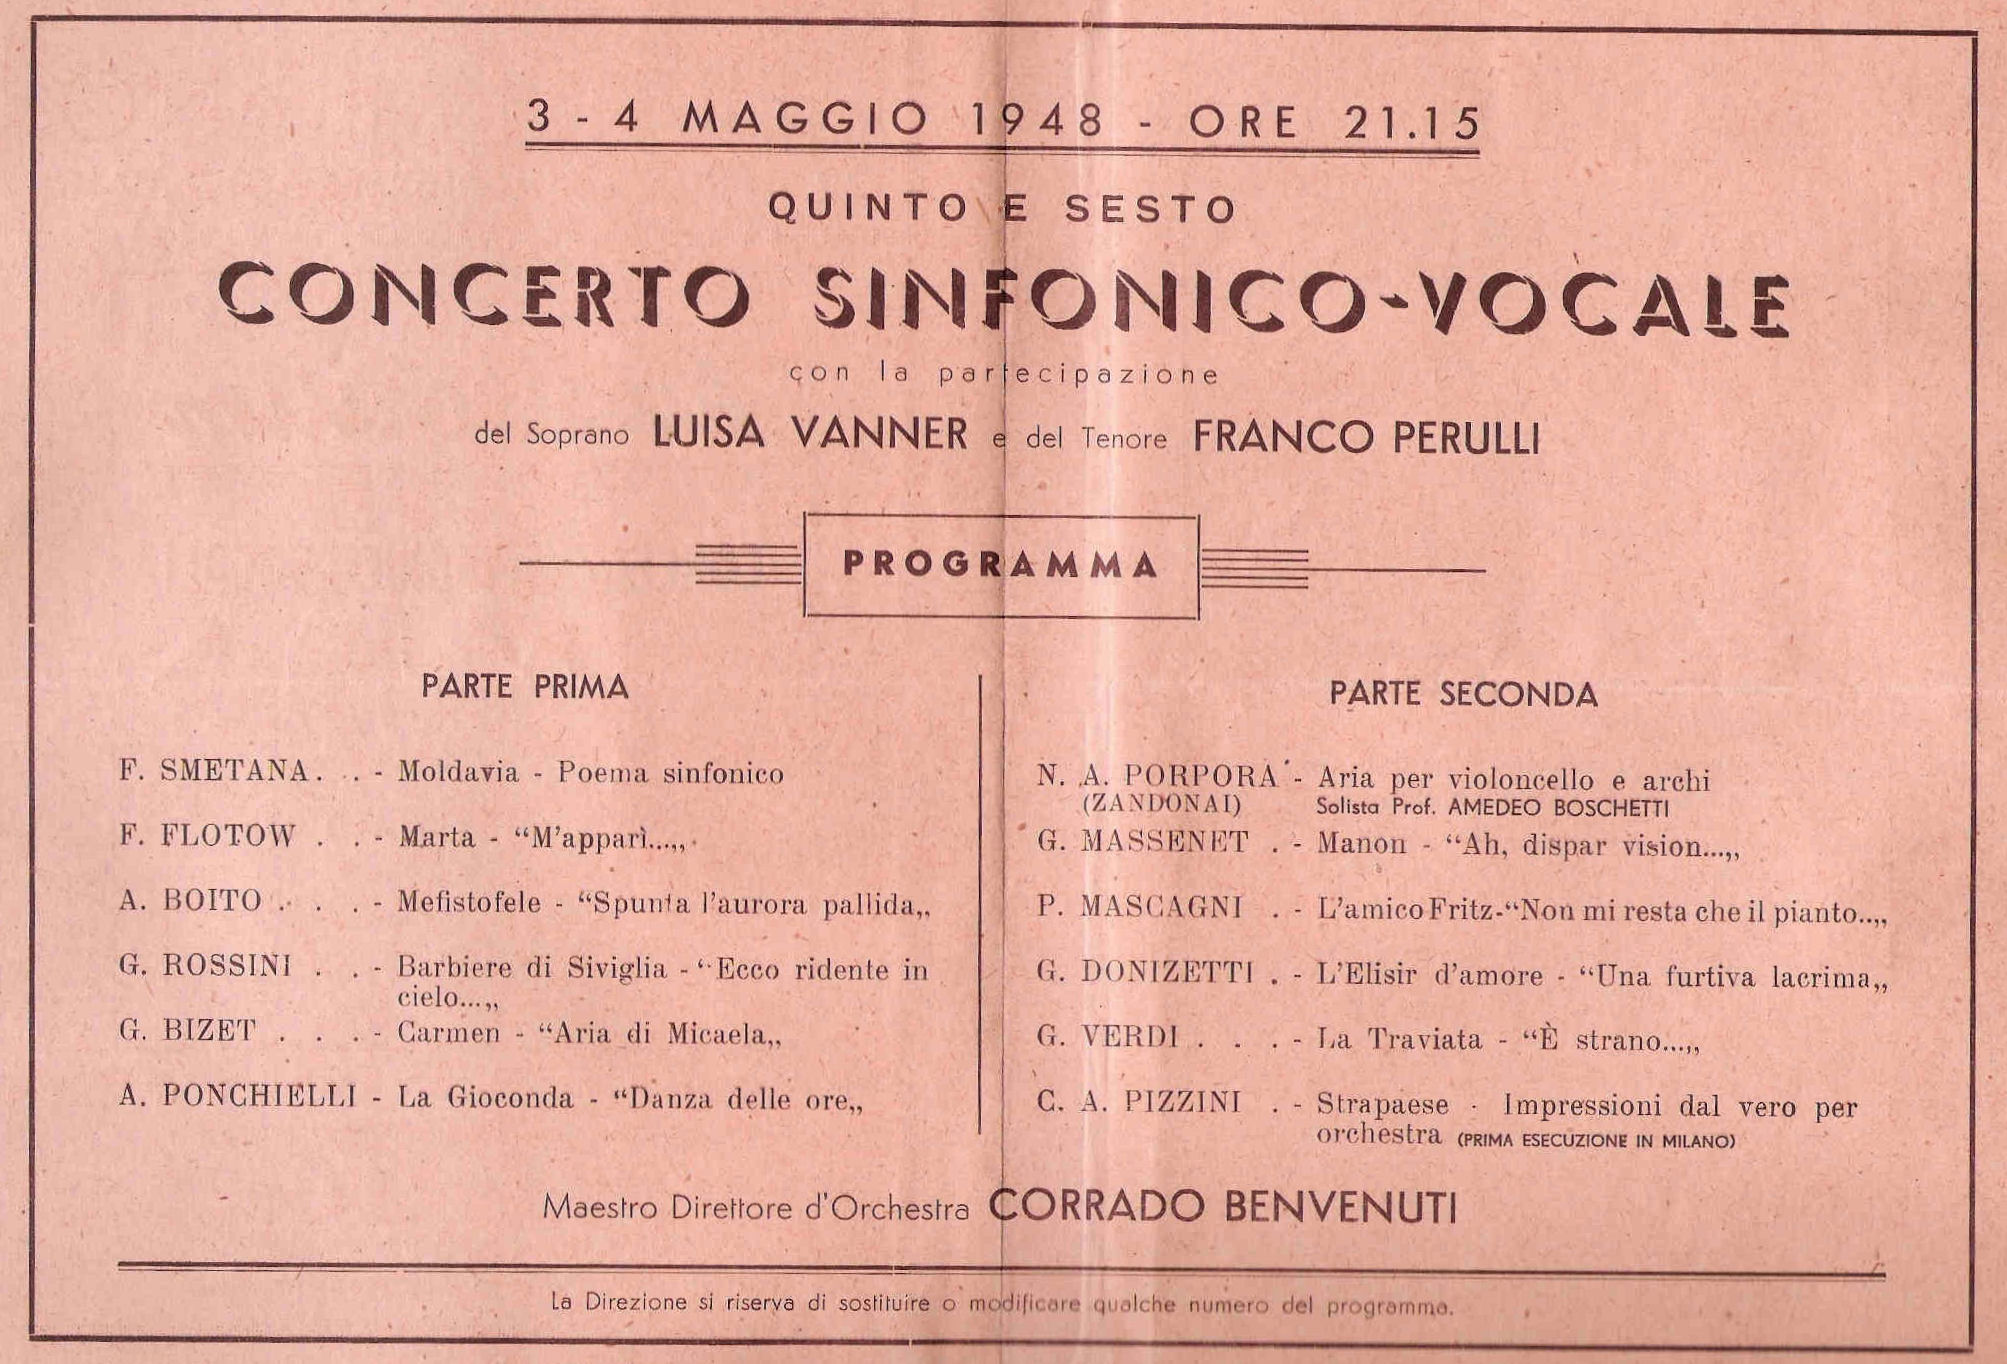 3 - 4 MAGGIO 1948 - ORE 21.15
QUINTO E SESTO
CONCERTO SINFONICO-VOCALE
con la partecipazione
del Soprano LUISA VANNER e del Tenore FRANCO PERULLI
PROGRAMMA
PARTE PRIMA
F. SMETANA. . . - Moldavia - Poema sinfonico
F. FLOTOW . . - Marta - “M'apparì...„
A. BOITO . . . - Mefistofele - “Spunta l'aurora pallida„
G. ROSSINI . . - Barbiere di Siviglia - “Ecco ridente in
cielo...„
G. BIZET . . . - Carmen - “Aria di Micaela„
A. PONCHIELLI - La Gioconda - “Danza delle ore„
PARTE SECONDA
N. A. PORPORA - Aria per violoncello e archi
(ZANDONAI) Solista Prof. AMEDEO BOSCHETTI
G. MASSENET . - Manon - “Ah, dispar vision...„
P. MASCAGNI . - L'amico Fritz-“Non mi resta che il pianto..„
G. DONIZETTI . - L'Elisir d'amore - “Una furtiva lacrima„
G. VERDI . . . - La Traviata - “È strano...„
C. A. PIZZINI . - Strapaese - Impressioni dal vero per
orchestra (PRIMA ESECUZIONE IN MILANO)
Maestro Direttore d'Orchestra CORRADO BENVENUTI
La Direzione si riserva di sostituire o modificare qualche numero del programma.